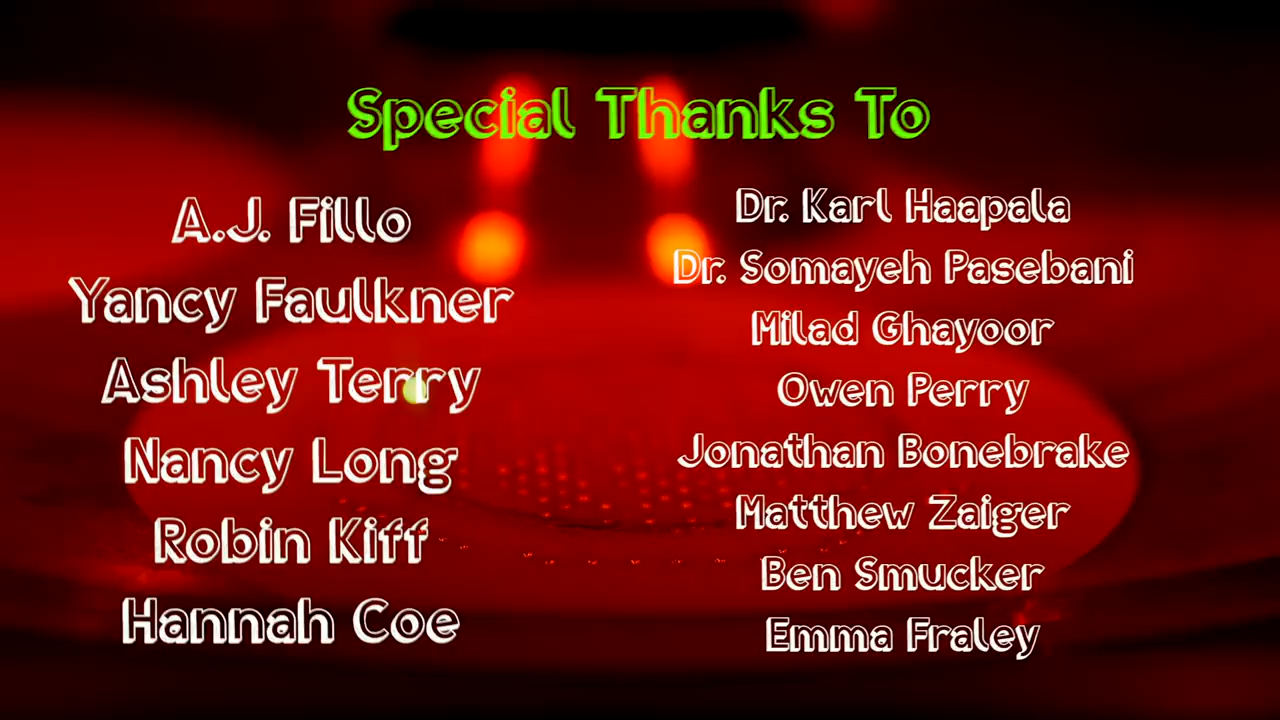 Special Thanks To
A.J. Fillo
Yancy Faulkner
Ashley Terry
Nancy Long
Robin Kiff
Hannah Coe
Dr. Karl Haapala
Dr. Somayeh Pasebani
Milad Ghayoor
Owen Perry
Jonathan Bonebrake
Matthew Zaiger
Ben Smucker
Emma Fraley